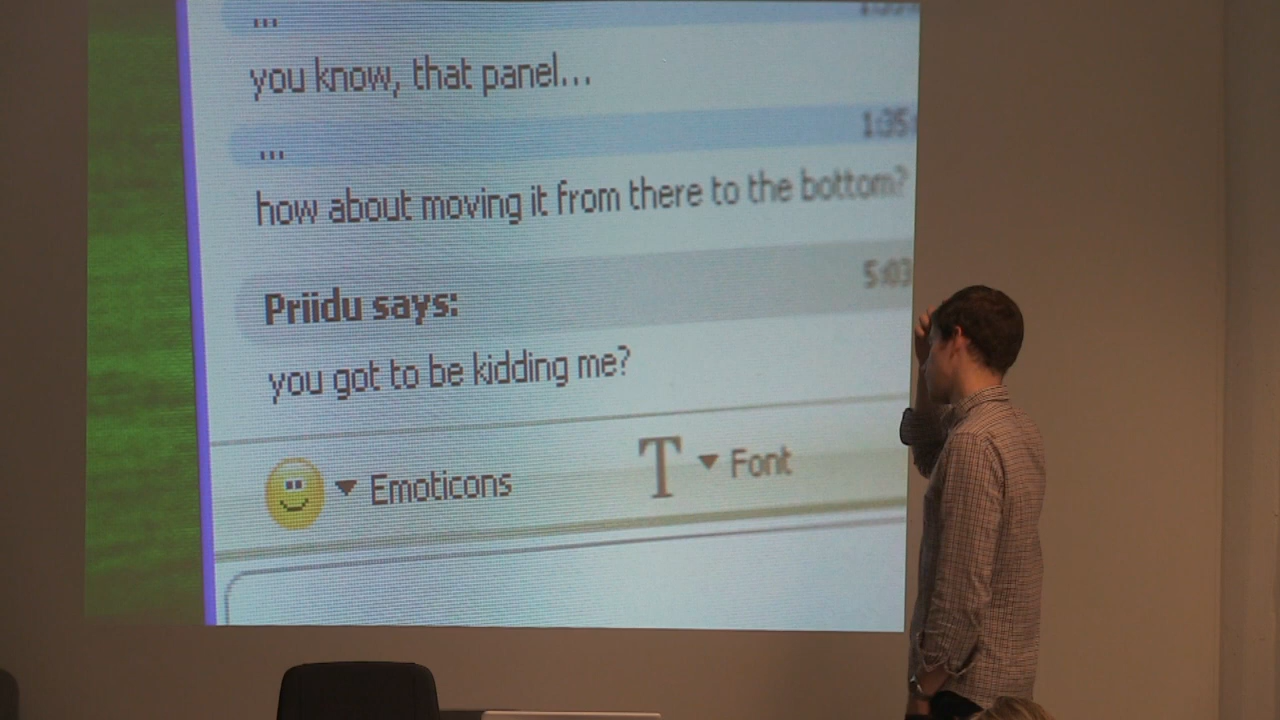 ...
you know, that panel...
1:35
...
how about moving it from there to the bottom?
5:03
Priidu says:
you got to be kidding me?
Emoticons
T Font